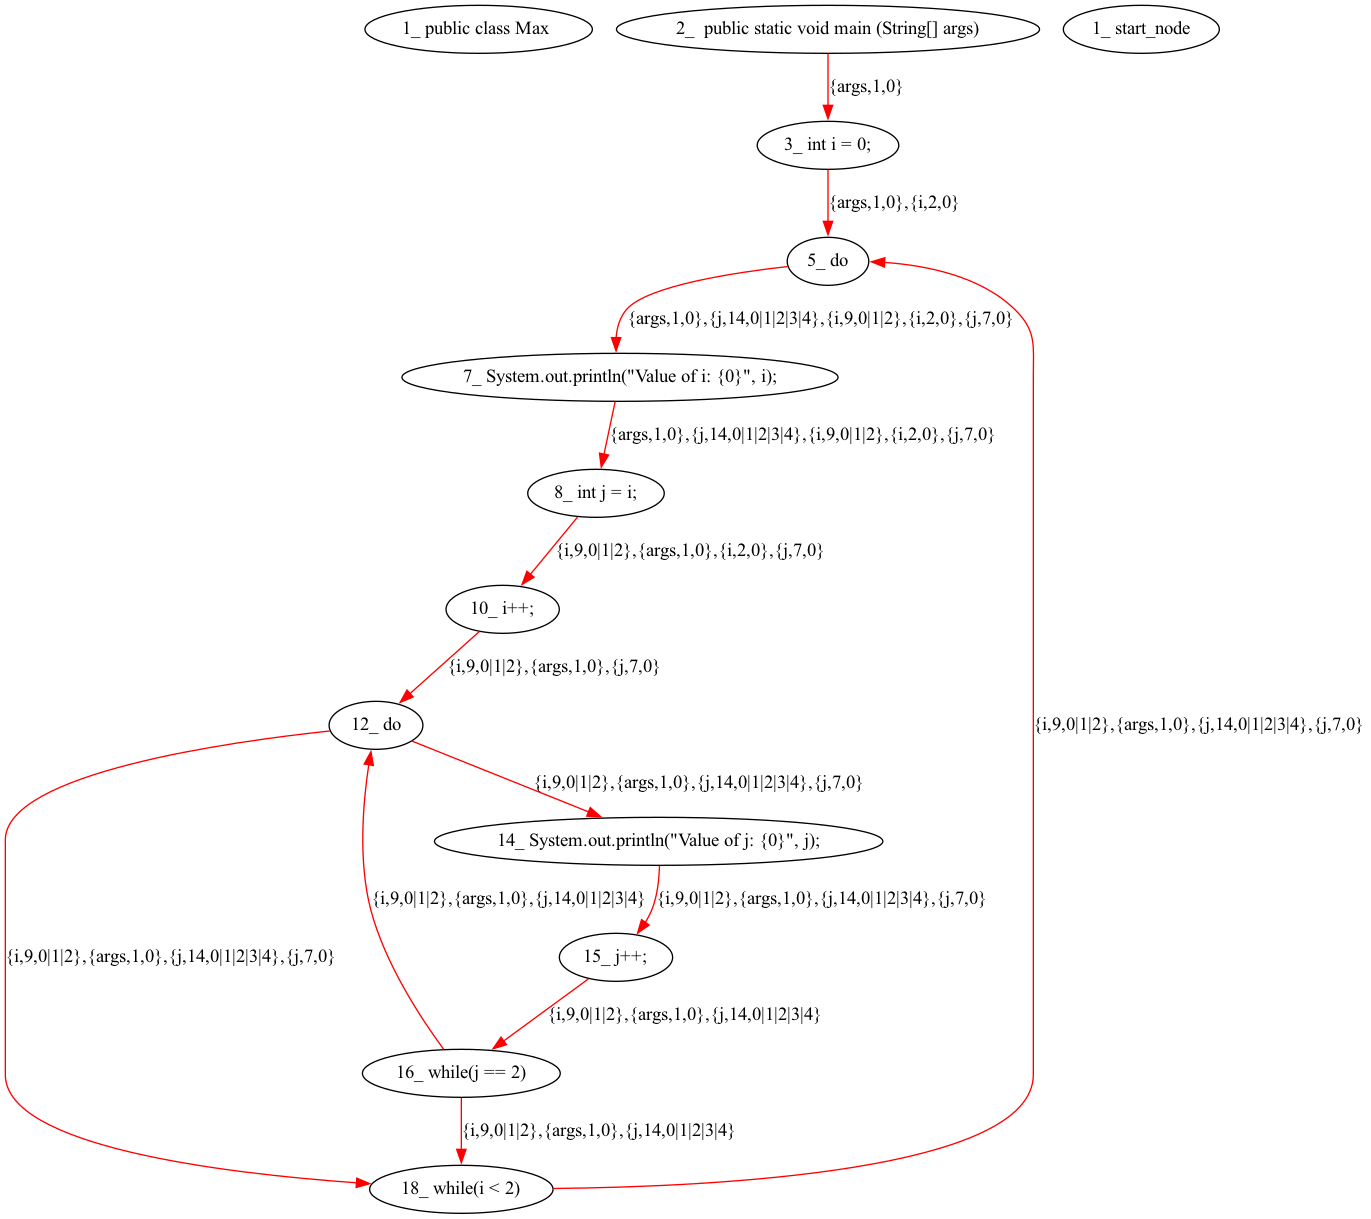 1_ public class Max
2_  public static void main (String[] args)
1_ start_node
{args,1,0}
3_ int i = 0;
{args,1,0},{i,2,0}
5_ do
{args,1,0},{j,14,0|1|2|3|4},{i,9,0|1|2},{i,2,0},{j,7,0}
7_ System.out.println("Value of i: {0}", i);
{args,1,0},{j,14,0|1|2|3|4},{i,9,0|1|2},{i,2,0},{j,7,0}
8_ int j = i;
{i,9,0|1|2},{args,1,0},{i,2,0},{j,7,0}
10_ i++;
{i,9,0|1|2},{args,1,0},{j,7,0}
12_ do
{i,9,0|1|2},{args,1,0},{j,14,0|1|2|3|4},{j,7,0}
{i,9,0|1|2},{args,1,0},{j,14,0|1|2|3|4},{j,7,0}
14_ System.out.println("Value of j: {0}", j);
{i,9,0|1|2},{args,1,0},{j,14,0|1|2|3|4}
{i,9,0|1|2},{args,1,0},{j,14,0|1|2|3|4},{j,7,0}
{i,9,0|1|2},{args,1,0},{j,14,0|1|2|3|4},{j,7,0}
15_ j++;
{i,9,0|1|2},{args,1,0},{j,14,0|1|2|3|4}
16_ while(j == 2)
{i,9,0|1|2},{args,1,0},{j,14,0|1|2|3|4}
18_ while(i < 2)